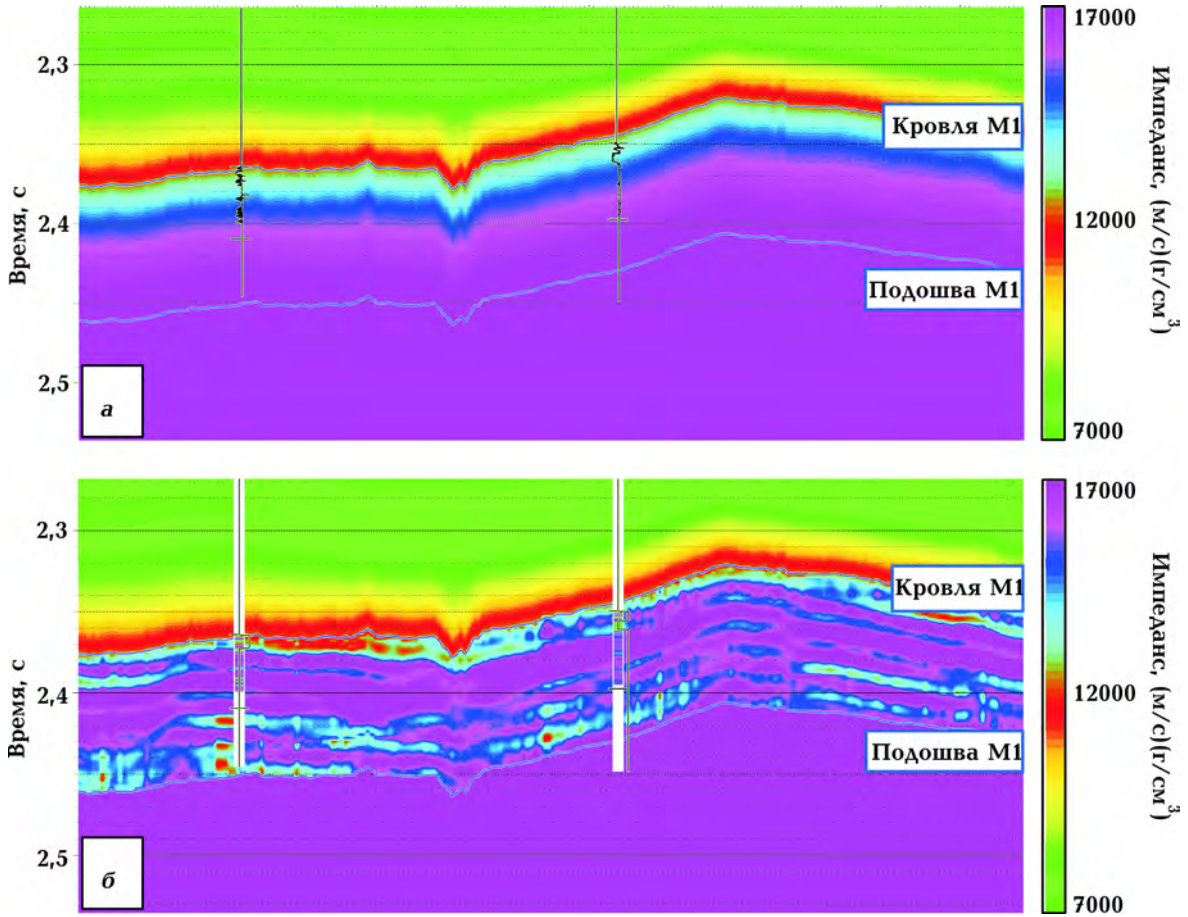 2,3
2,4
2,5
Время, с
а
Кровля М1
Подошва М1
17000
12000
7000
Импеданс, (м/с)(г/см³)
2,3
2,4
2,5
Время, с
б
Кровля М1
Подошва М1
17000
12000
7000
Импеданс, (м/с)(г/см³)